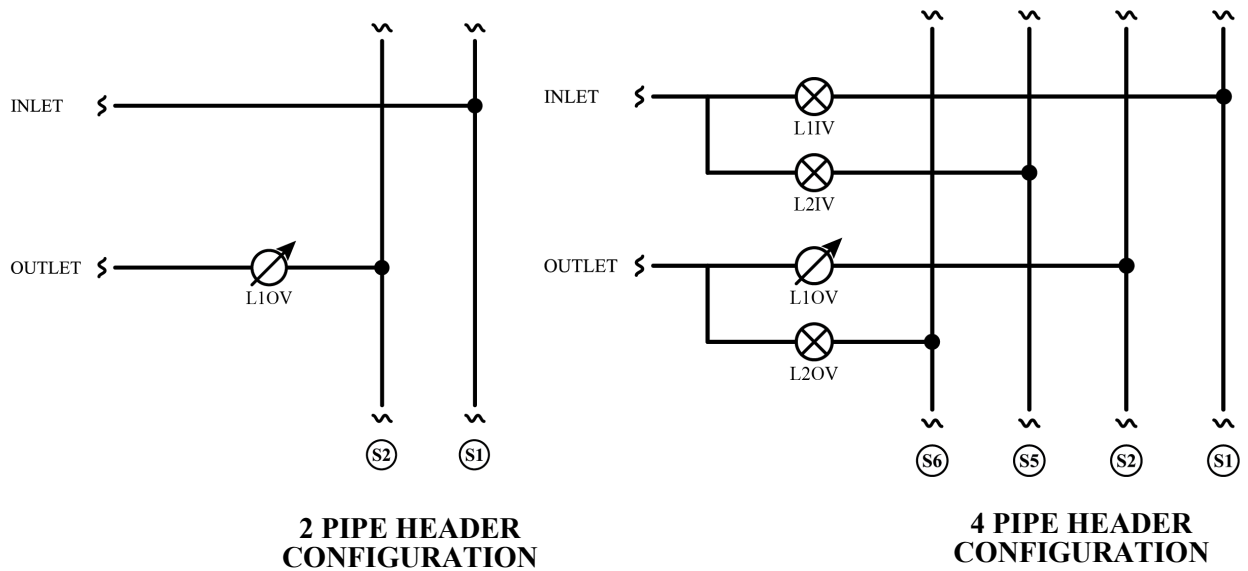 INLET
OUTLET
L1OV
S2
S1
2 PIPE HEADER
CONFIGURATION
INLET
L1IV
L2IV
OUTLET
L1OV
L2OV
S6
S5
S2
S1
4 PIPE HEADER
CONFIGURATION